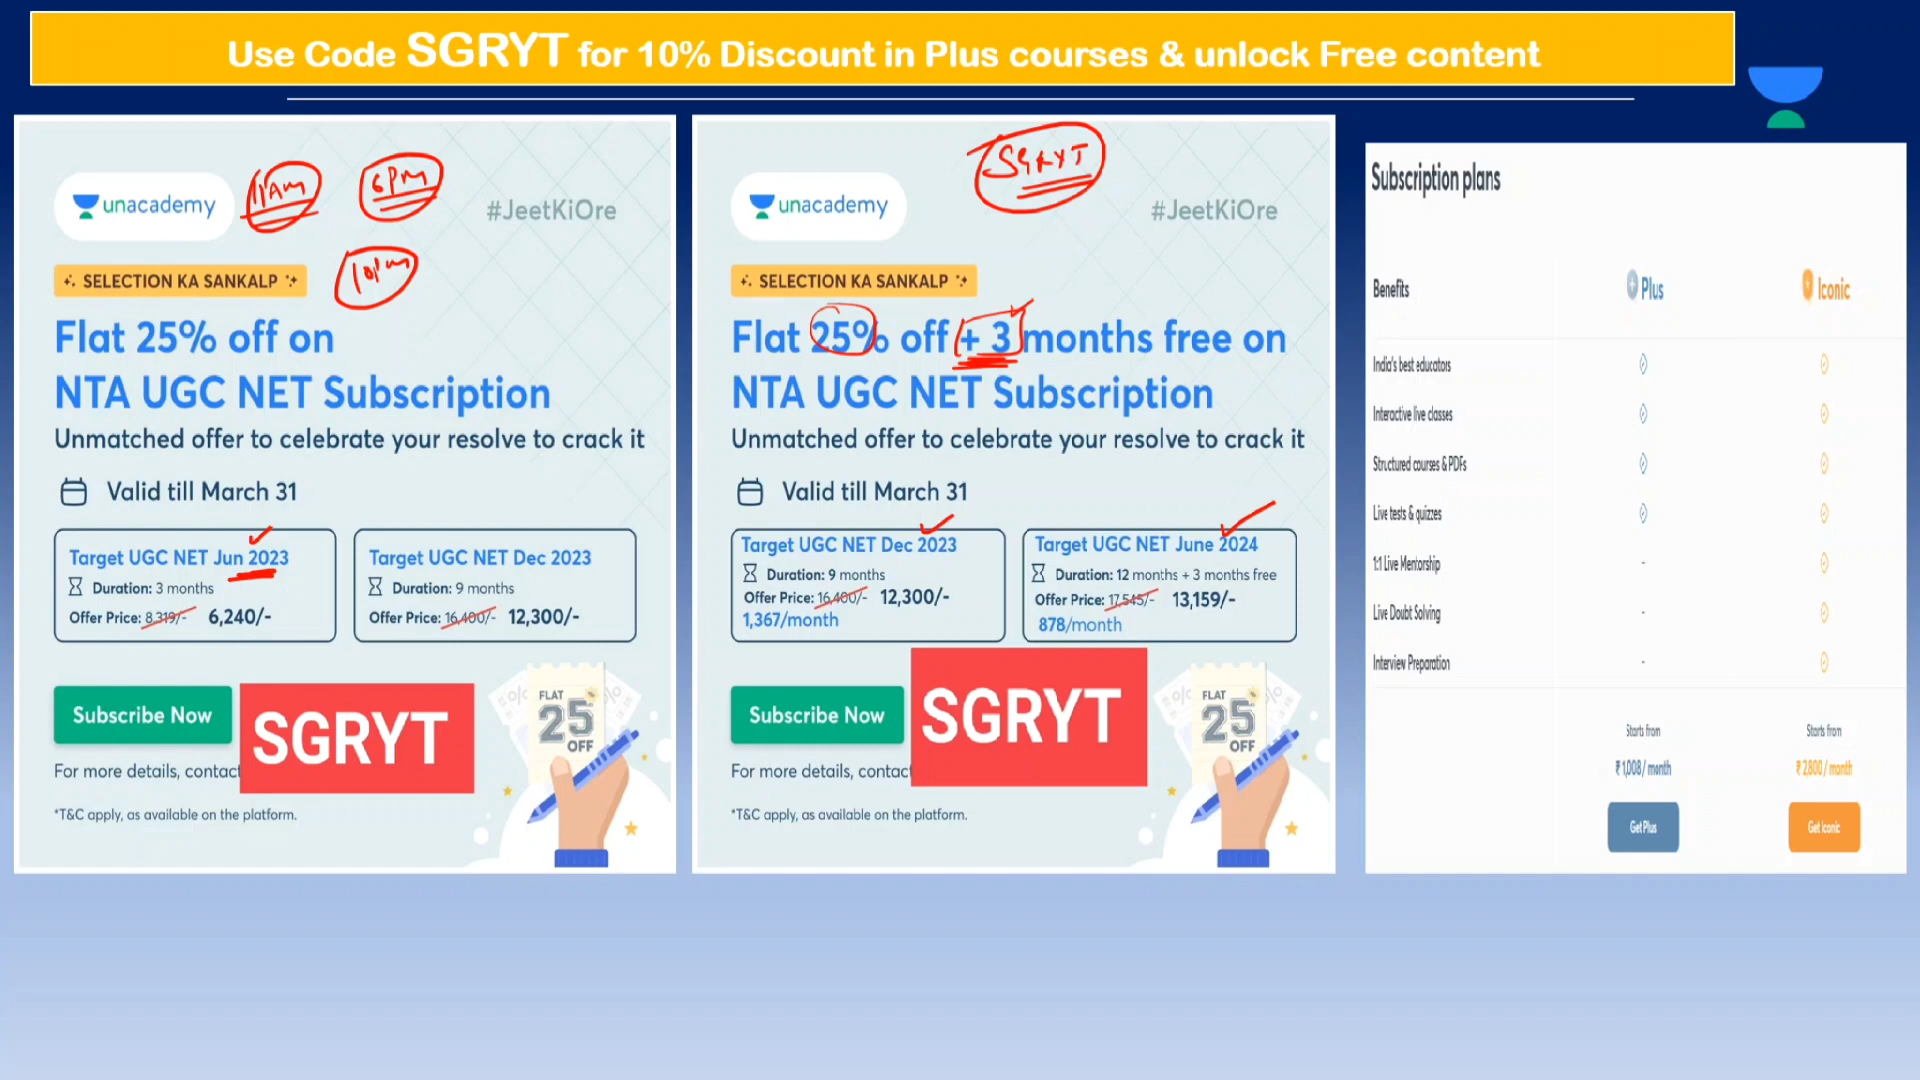 Use Code SGRYT for 10% Discount in Plus courses & unlock Free content
unacademy
11AM
6PM
10PM
#JeetKiOre
SELECTION KA SANKALP
Flat 25% off on
NTA UGC NET Subscription
Unmatched offer to celebrate your resolve to crack it
Valid till March 31
Target UGC NET Jun 2023
Duration: 3 months
Offer Price: 8,319/- 6,240/-
Target UGC NET Dec 2023
Duration: 9 months
Offer Price: 16,400/- 12,300/-
Subscribe Now
SGRYT
For more details, contact
*T&C apply, as available on the platform.
FLAT
25
OFF
unacademy
SGRYT
#JeetKiOre
SELECTION KA SANKALP
Flat 25% off + 3 months free on
NTA UGC NET Subscription
Unmatched offer to celebrate your resolve to crack it
Valid till March 31
Target UGC NET Dec 2023
Duration: 9 months
Offer Price: 16,400/- 12,300/-
1,367/month
Target UGC NET June 2024
Duration: 12 months + 3 months free
Offer Price: 17,545/- 13,159/-
878/month
Subscribe Now
SGRYT
For more details, contact
*T&C apply, as available on the platform.
FLAT
25
OFF
Subscription plans
Benefits Plus Iconic
India's best educators
Interactive live classes
Structured courses & PDFs
Live tests & quizzes
1:1 Live Mentorship -
Live Doubt Solving -
Interview Preparation -
Starts from Starts from
₹1,008 / month ₹2,800 / month
Get Plus Get Iconic